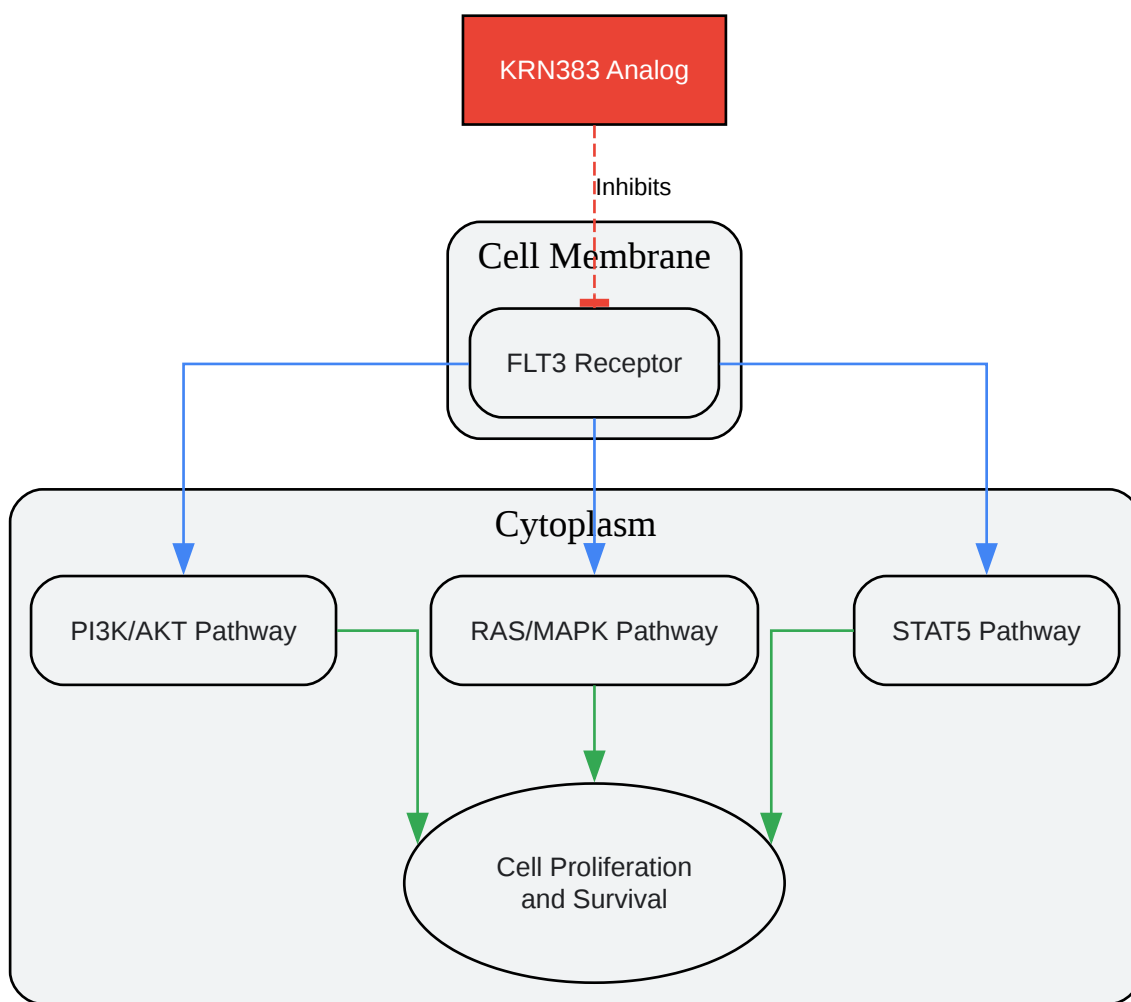 KRN383 Analog
Inhibits
Cell Membrane
FLT3 Receptor
Cytoplasm
PI3K/AKT Pathway
RAS/MAPK Pathway
STAT5 Pathway
Cell Proliferation
and Survival